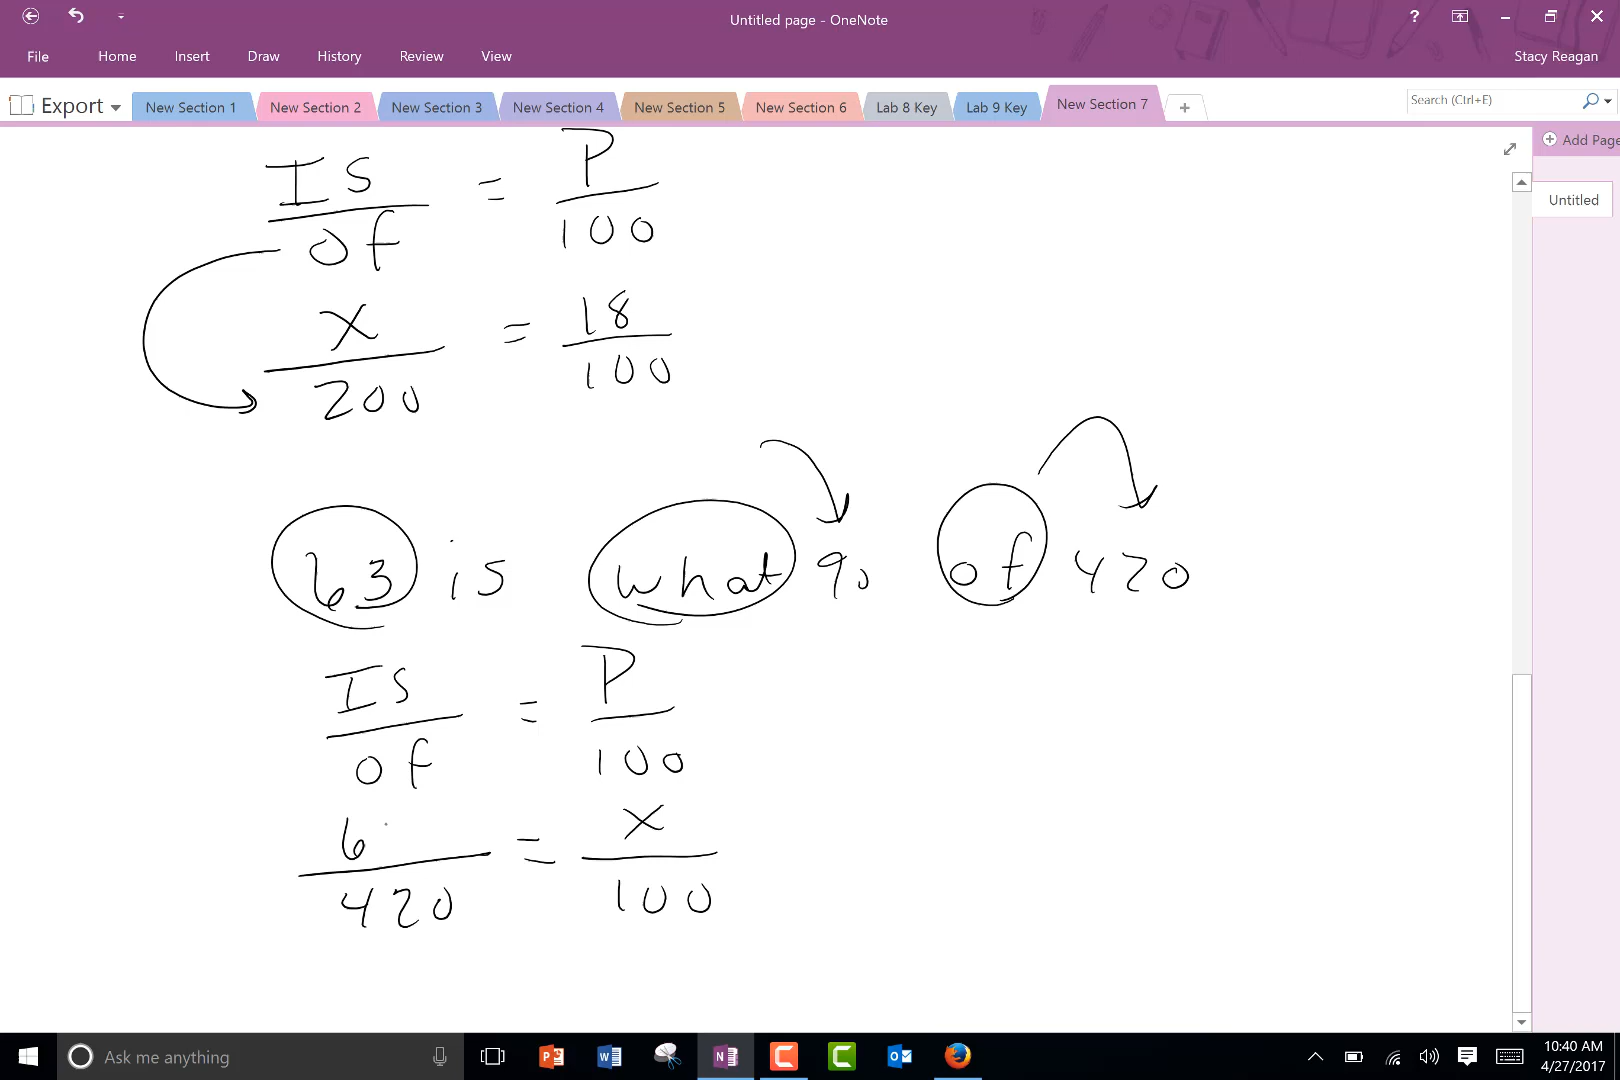 Untitled page - OneNote
?
File Home Insert Draw History Review View Stacy Reagan
Export New Section 1 New Section 2 New Section 3 New Section 4 New Section 5 New Section 6 Lab 8 Key Lab 9 Key New Section 7 + Search (Ctrl+E)
Add Page
Untitled
Is = P
of 100
x = 18
200 100
63 is what % of 420
Is = P
of 100
6 = x
420 100
Ask me anything
10:40 AM
4/27/2017